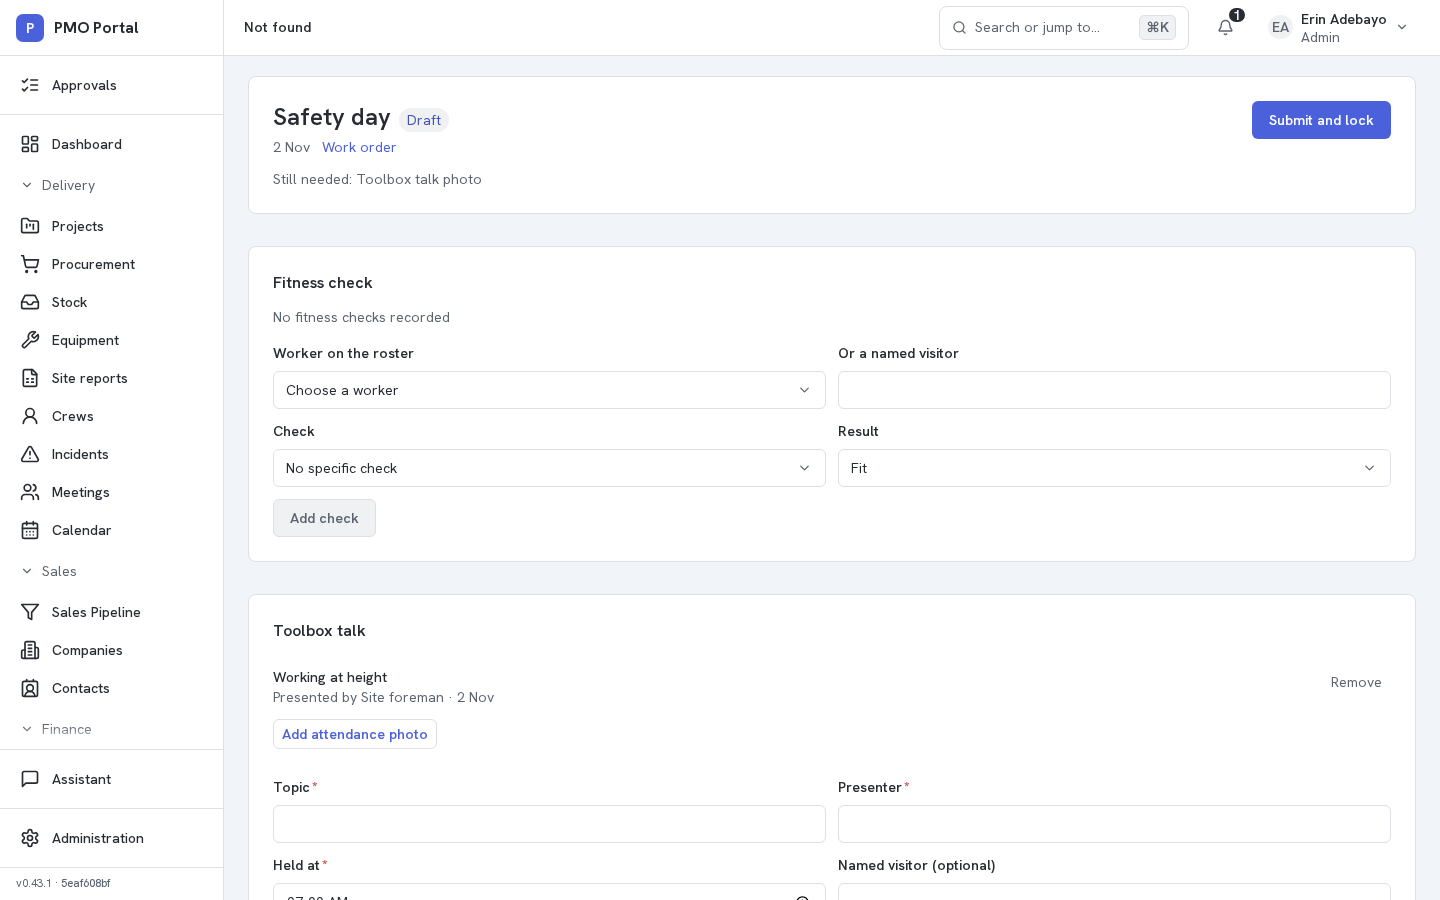 P PMO Portal
Not found
Search or jump to...
⌘K
1
EA
Erin Adebayo
Admin
Approvals
Dashboard
Delivery
Projects
Procurement
Stock
Equipment
Site reports
Crews
Incidents
Meetings
Calendar
Sales
Sales Pipeline
Companies
Contacts
Finance
Assistant
Administration
v0.43.1 · 5eaf608bf
Safety day Draft
2 Nov Work order
Still needed: Toolbox talk photo
Submit and lock
Fitness check
No fitness checks recorded
Worker on the roster
Or a named visitor
Choose a worker
Check
Result
No specific check
Fit
Add check
Toolbox talk
Working at height
Presented by Site foreman · 2 Nov
Remove
Add attendance photo
Topic*
Presenter*
Held at*
Named visitor (optional)